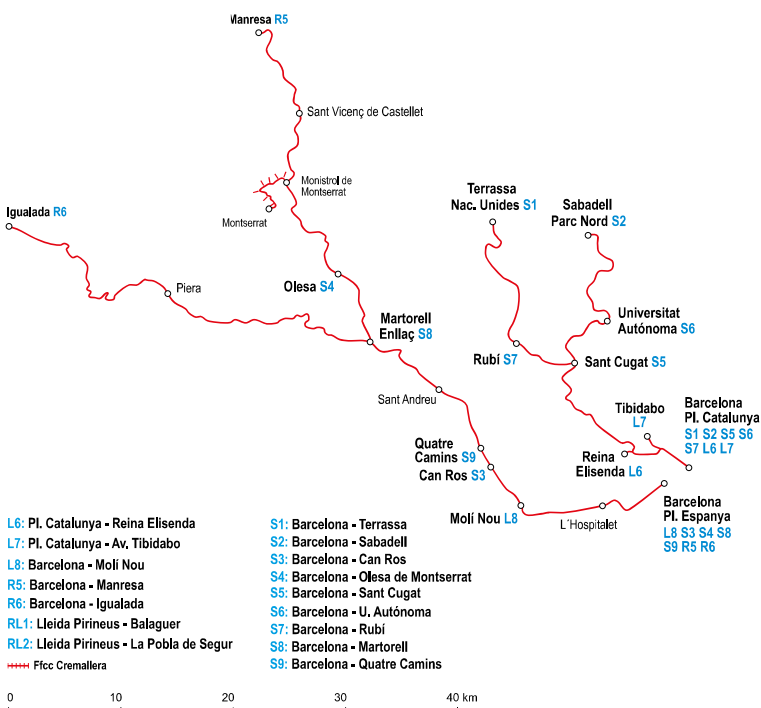 Manresa R5
Sant Vicenç de Castellet
Monistrol de
Montserrat
Montserrat
Igualada R6
Piera
Olesa S4
Martorell
Enllaç S8
Sant Andreu
Terrassa
Nac. Unides S1
Sabadell
Parc Nord S2
Universitat
Autónoma S6
Rubí S7
Sant Cugat S5
Tibidabo
L7
Barcelona
Pl. Catalunya
S1 S2 S5 S6
S7 L6 L7
Reina
Elisenda L6
Quatre
Camins S9
Can Ros S3
Molí Nou L8
L´Hospitalet
Barcelona
Pl. Espanya
L8 S3 S4 S8
S9 R5 R6
L6: Pl. Catalunya - Reina Elisenda
L7: Pl. Catalunya - Av. Tibidabo
L8: Barcelona - Molí Nou
R5: Barcelona - Manresa
R6: Barcelona - Igualada
RL1: Lleida Pirineus - Balaguer
RL2: Lleida Pirineus - La Pobla de Segur
Ffcc Cremallera
S1: Barcelona - Terrassa
S2: Barcelona - Sabadell
S3: Barcelona - Can Ros
S4: Barcelona - Olesa de Montserrat
S5: Barcelona - Sant Cugat
S6: Barcelona - U. Autónoma
S7: Barcelona - Rubí
S8: Barcelona - Martorell
S9: Barcelona - Quatre Camins
0 10 20 30 40 km